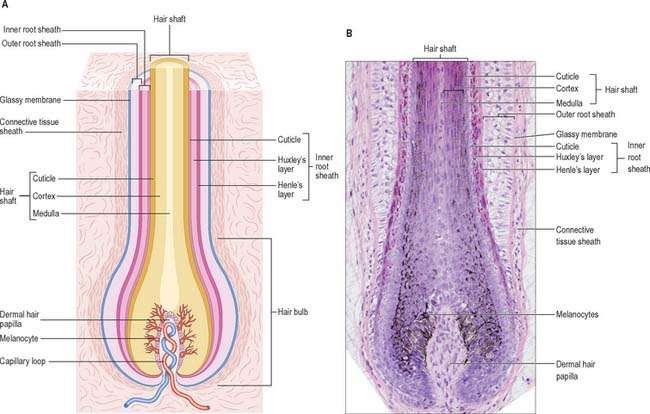 A
Hair shaft
Inner root sheath
Outer root sheath
Glassy membrane
Connective tissue
sheath
Cuticle
Huxley's
layer
Henle's
layer
Inner
root
sheath
Hair
shaft
Cuticle
Cortex
Medulla
Hair bulb
Dermal hair
papilla
Melanocyte
Capillary loop
B
Hair shaft
Cuticle
Cortex
Medulla
Hair shaft
Outer root sheath
Glassy membrane
Cuticle
Huxley's layer
Henle's layer
Inner
root
sheath
Connective
tissue sheath
Melanocytes
Dermal hair
papilla